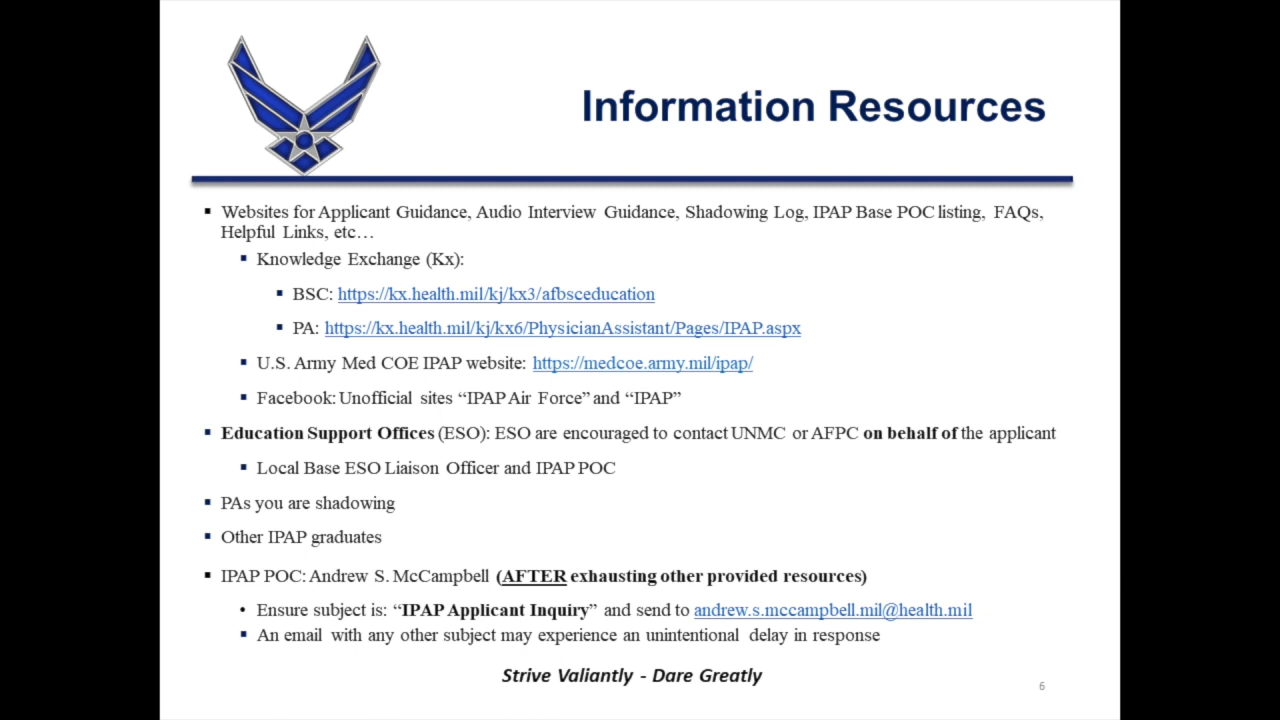 Information Resources
▪ Websites for Applicant Guidance, Audio Interview Guidance, Shadowing Log, IPAP Base POC listing, FAQs,
Helpful Links, etc…
▪ Knowledge Exchange (Kx):
▪ BSC: https://kx.health.mil/kj/kx3/afbsceducation
▪ PA: https://kx.health.mil/kj/kx6/PhysicianAssistant/Pages/IPAP.aspx
▪ U.S. Army Med COE IPAP website: https://medcoe.army.mil/ipap/
▪ Facebook: Unofficial sites “IPAP Air Force” and “IPAP”
▪ Education Support Offices (ESO): ESO are encouraged to contact UNMC or AFPC on behalf of the applicant
▪ Local Base ESO Liaison Officer and IPAP POC
▪ PAs you are shadowing
▪ Other IPAP graduates
▪ IPAP POC: Andrew S. McCampbell (AFTER exhausting other provided resources)
• Ensure subject is: “IPAP Applicant Inquiry” and send to andrew.s.mccampbell.mil@health.mil
▪ An email with any other subject may experience an unintentional delay in response
Strive Valiantly - Dare Greatly
6